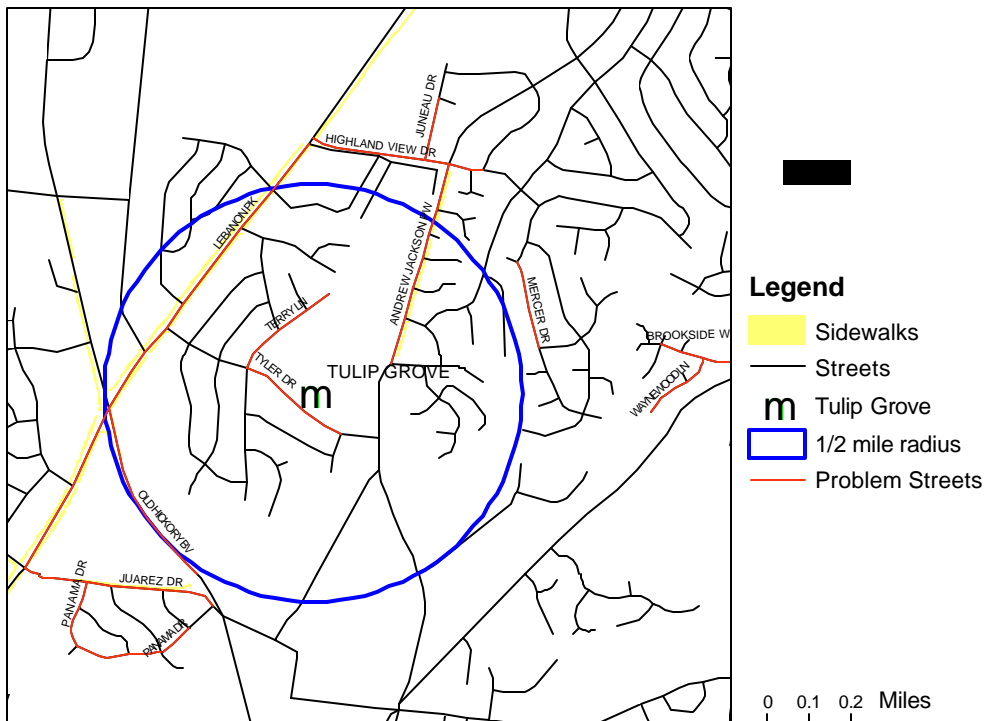 JUNEAU DR
HIGHLAND VIEW DR
LEBANON PK
ANDREW JACKSON PW
MERCER DR
TERRY LN
TYLER DR
TULIP GROVE
m
BROOKSIDE W
WAYNEWOOD LN
OLD HICKORY BV
JUAREZ DR
PANAMA DR
PANAMA DR
Legend
Sidewalks
Streets
m Tulip Grove
1/2 mile radius
Problem Streets
0 0.1 0.2 Miles